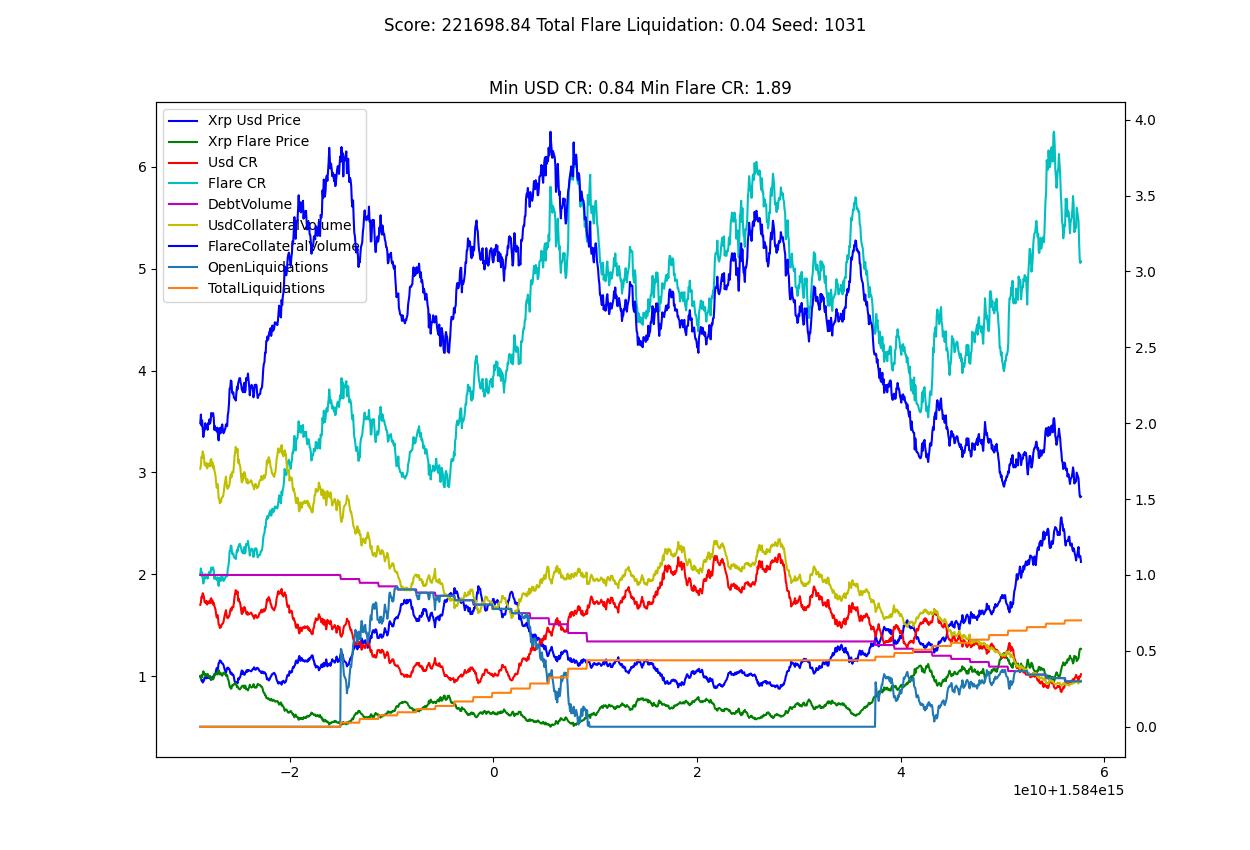 Score: 221698.84 Total Flare Liquidation: 0.04 Seed: 1031
Min USD CR: 0.84 Min Flare CR: 1.89
Xrp Usd Price
Xrp Flare Price
Usd CR
Flare CR
DebtVolume
UsdCollateralVolume
FlareCollateralVolume
OpenLiquidations
TotalLiquidations
6
5
4
3
2
1
4.0
3.5
3.0
2.5
2.0
1.5
1.0
0.5
0.0
−2
0
2
4
6
1e10+1.584e15